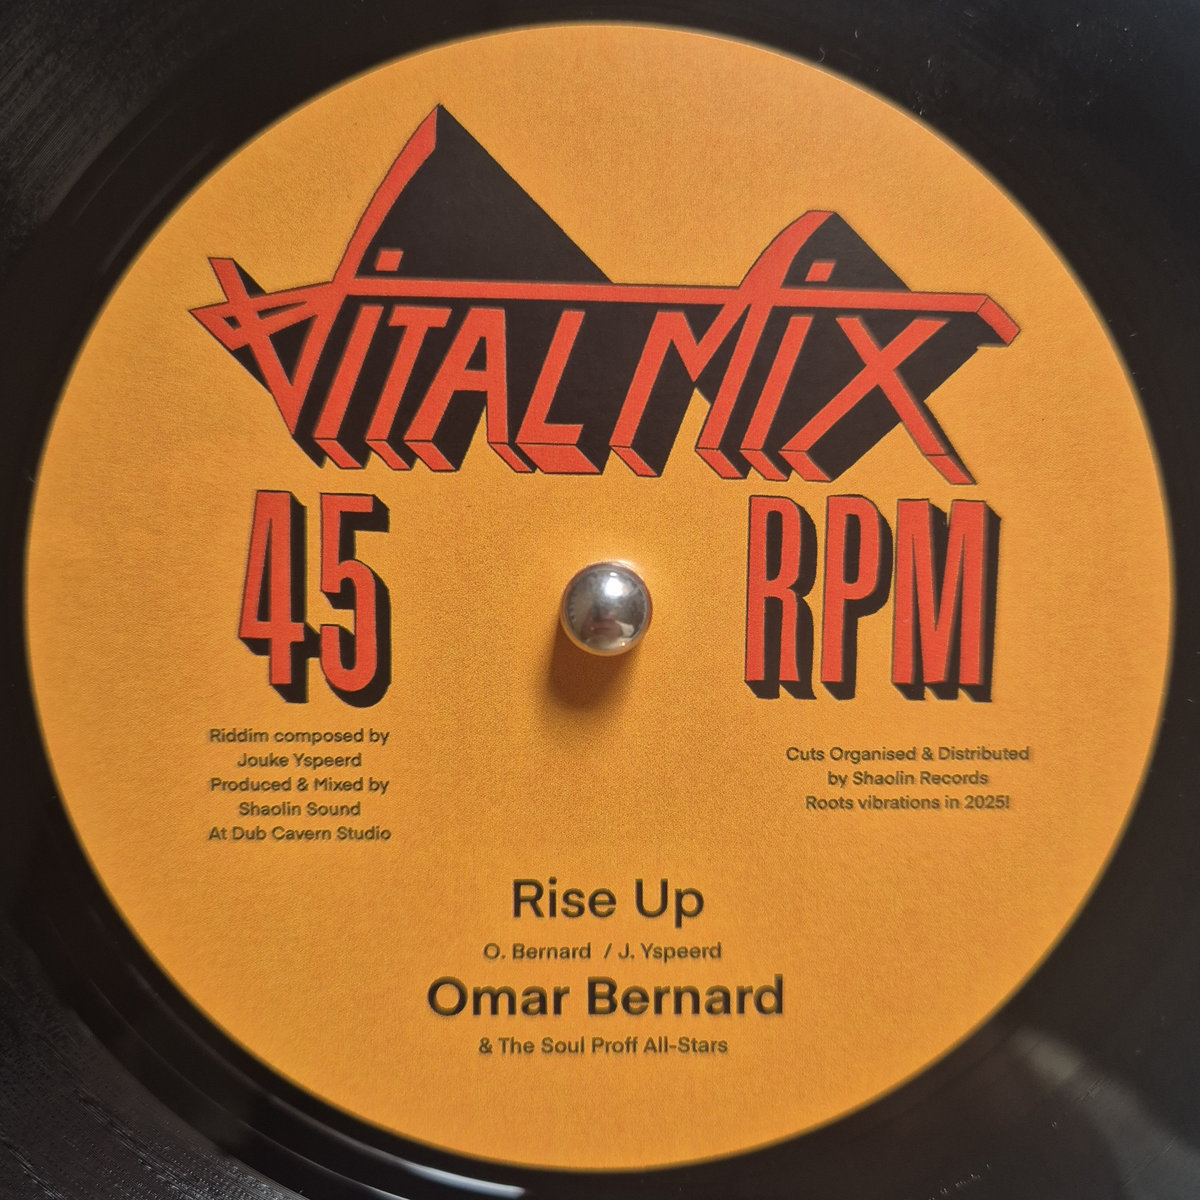 Vital Mix
45 RPM
Riddim composed by
Jouke Yspeerd
Produced & Mixed by
Shaolin Sound
At Dub Cavern Studio
Cuts Organised & Distributed
by Shaolin Records
Roots vibrations in 2025!
Rise Up
O. Bernard / J. Yspeerd
Omar Bernard
& The Soul Proff All-Stars